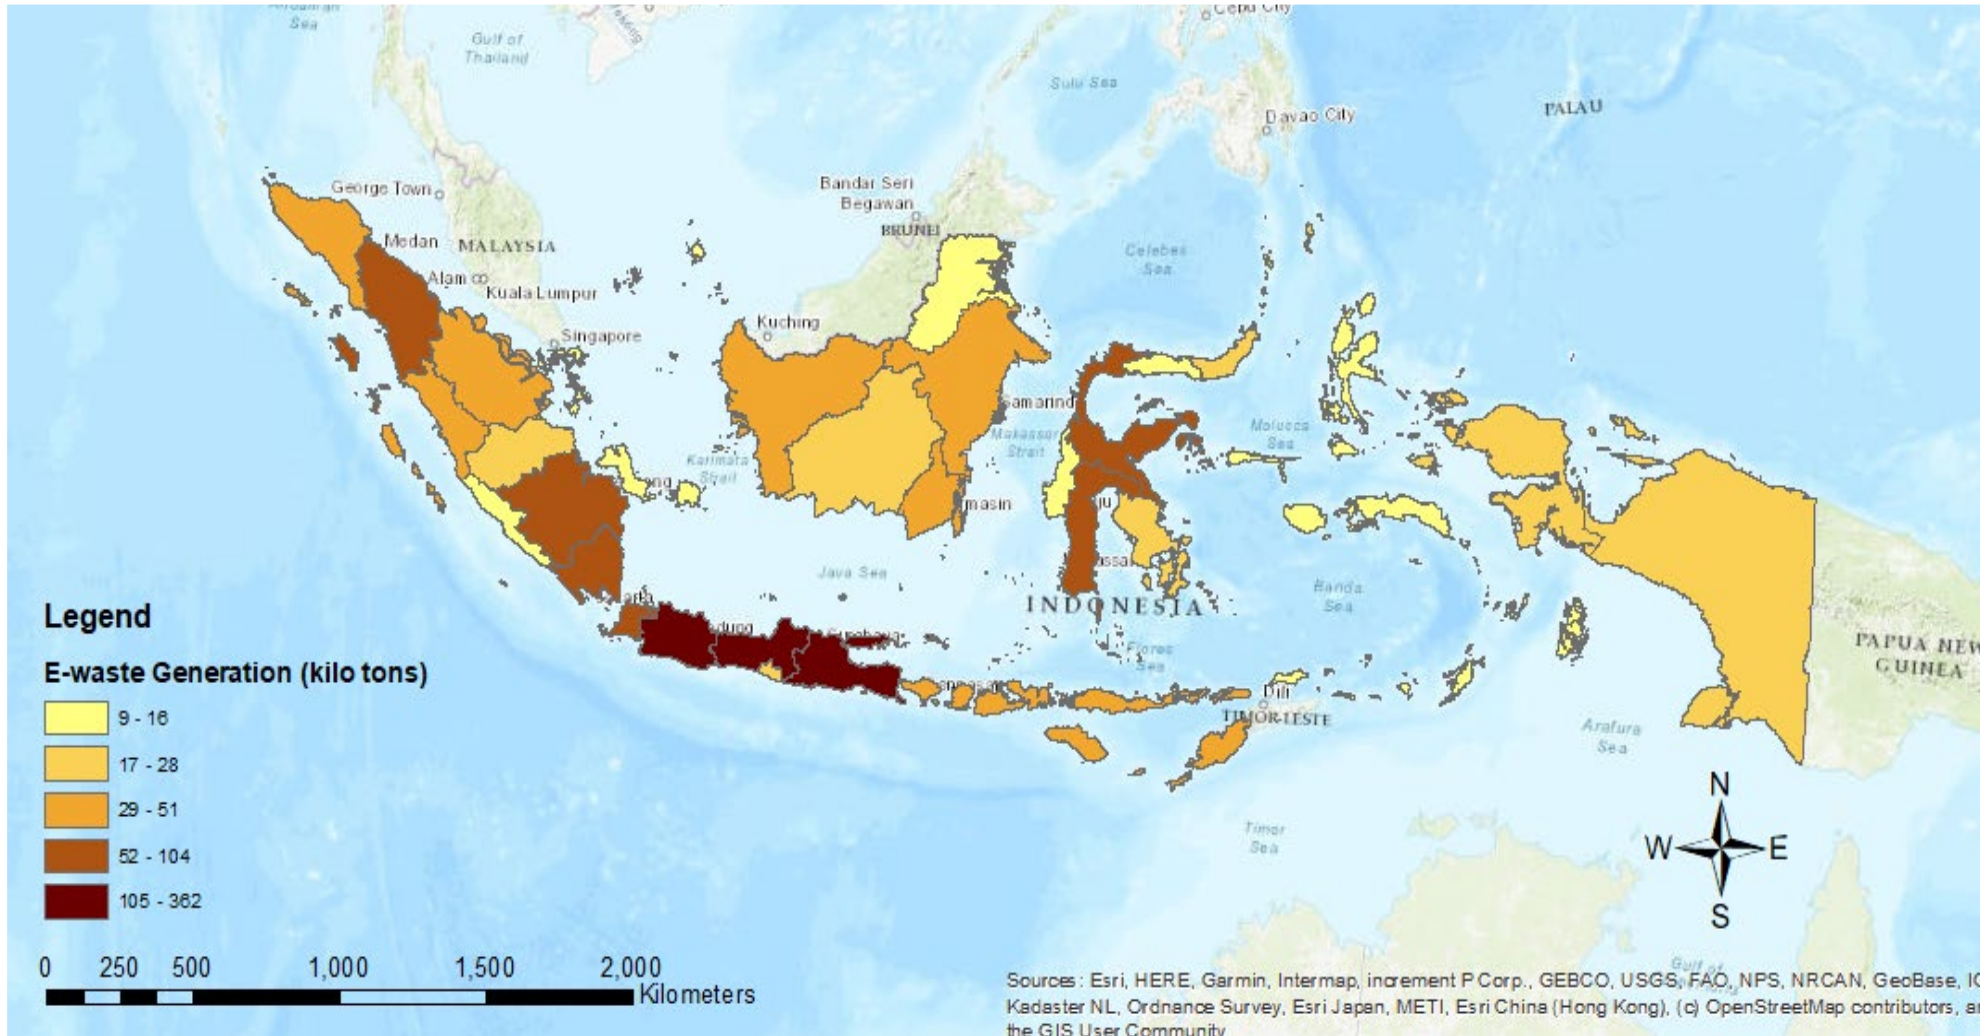 Sea
Gulf of
Thailand
Sulu Sea
PALAU
Davao City
George Town
Bandar Seri
Begawan
BRUNEI
Medan
MALAYSIA
Celebes
Sea
Kuala Lumpur
Kuching
Singapore
Samarind
Makassar
Strait
Molucca
Sea
Karimata
Strait
masin
Java Sea
Banda
Sea
INDONESIA
Flores
Sea
Dili
TIMOR-LESTE
PAPUA NEW
GUINEA
Arafura
Sea
Timor
Sea
Gulf of
Legend
E-waste Generation (kilo tons)
9 - 16
17 - 28
29 - 51
52 - 104
105 - 362
N
W E
S
0 250 500 1,000 1,500 2,000
Kilometers
Sources: Esri, HERE, Garmin, Intermap, increment P Corp., GEBCO, USGS, FAO, NPS, NRCAN, GeoBase,
Kadaster NL, Ordnance Survey, Esri Japan, METI, Esri China (Hong Kong), (c) OpenStreetMap contributors,
the GIS User Community